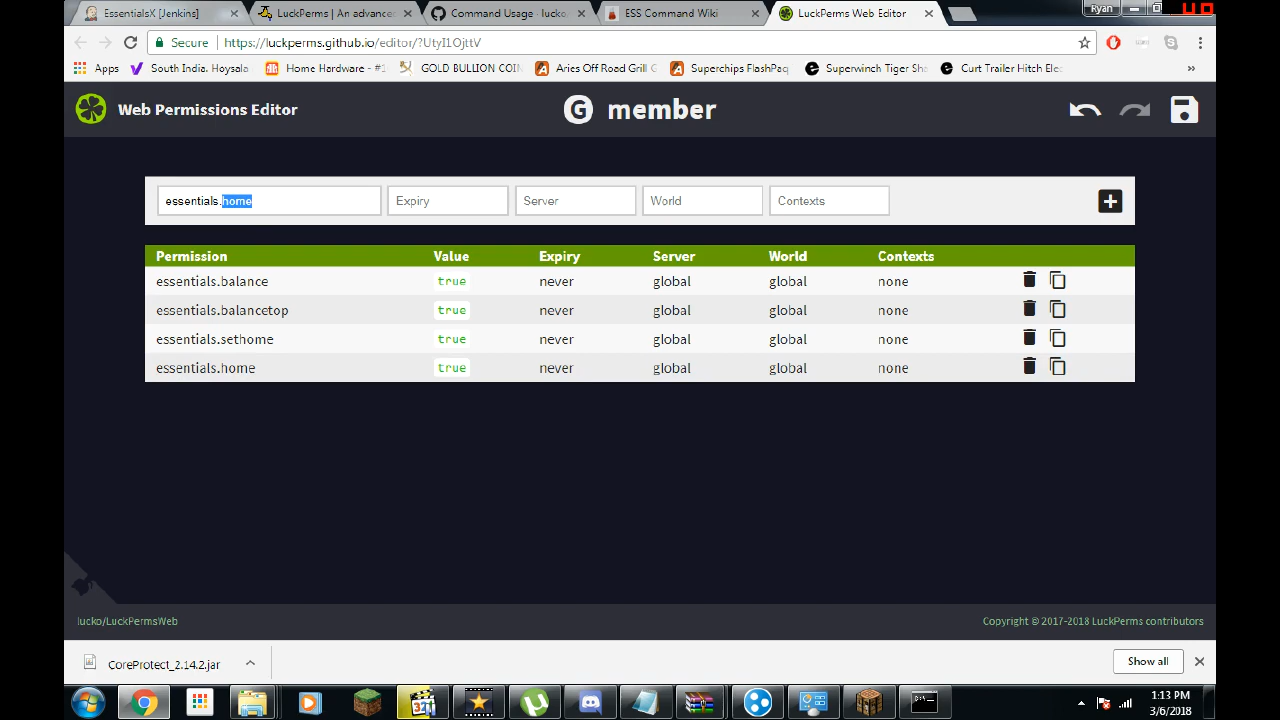 EssentialsX [Jenkins]
LuckPerms | An advance
Command Usage · lucko
ESS Command Wiki
LuckPerms Web Editor
Ryan
Secure
https://luckperms.github.io/editor/?UtyI1OjttV
Apps
South India. Hoysala
Home Hardware - #1
GOLD BULLION COIN
Aries Off Road Grill G
Superchips FlashPaq
Superwinch Tiger Sha
Curt Trailer Hitch Elec
»
Web Permissions Editor
G member
essentials.home
Expiry
Server
World
Contexts
Permission Value Expiry Server World Contexts
essentials.balance true never global global none
essentials.balancetop true never global global none
essentials.sethome true never global global none
essentials.home true never global global none
lucko/LuckPermsWeb
Copyright © 2017-2018 LuckPerms contributors
CoreProtect_2.14.2.jar
Show all
1:13 PM
3/6/2018